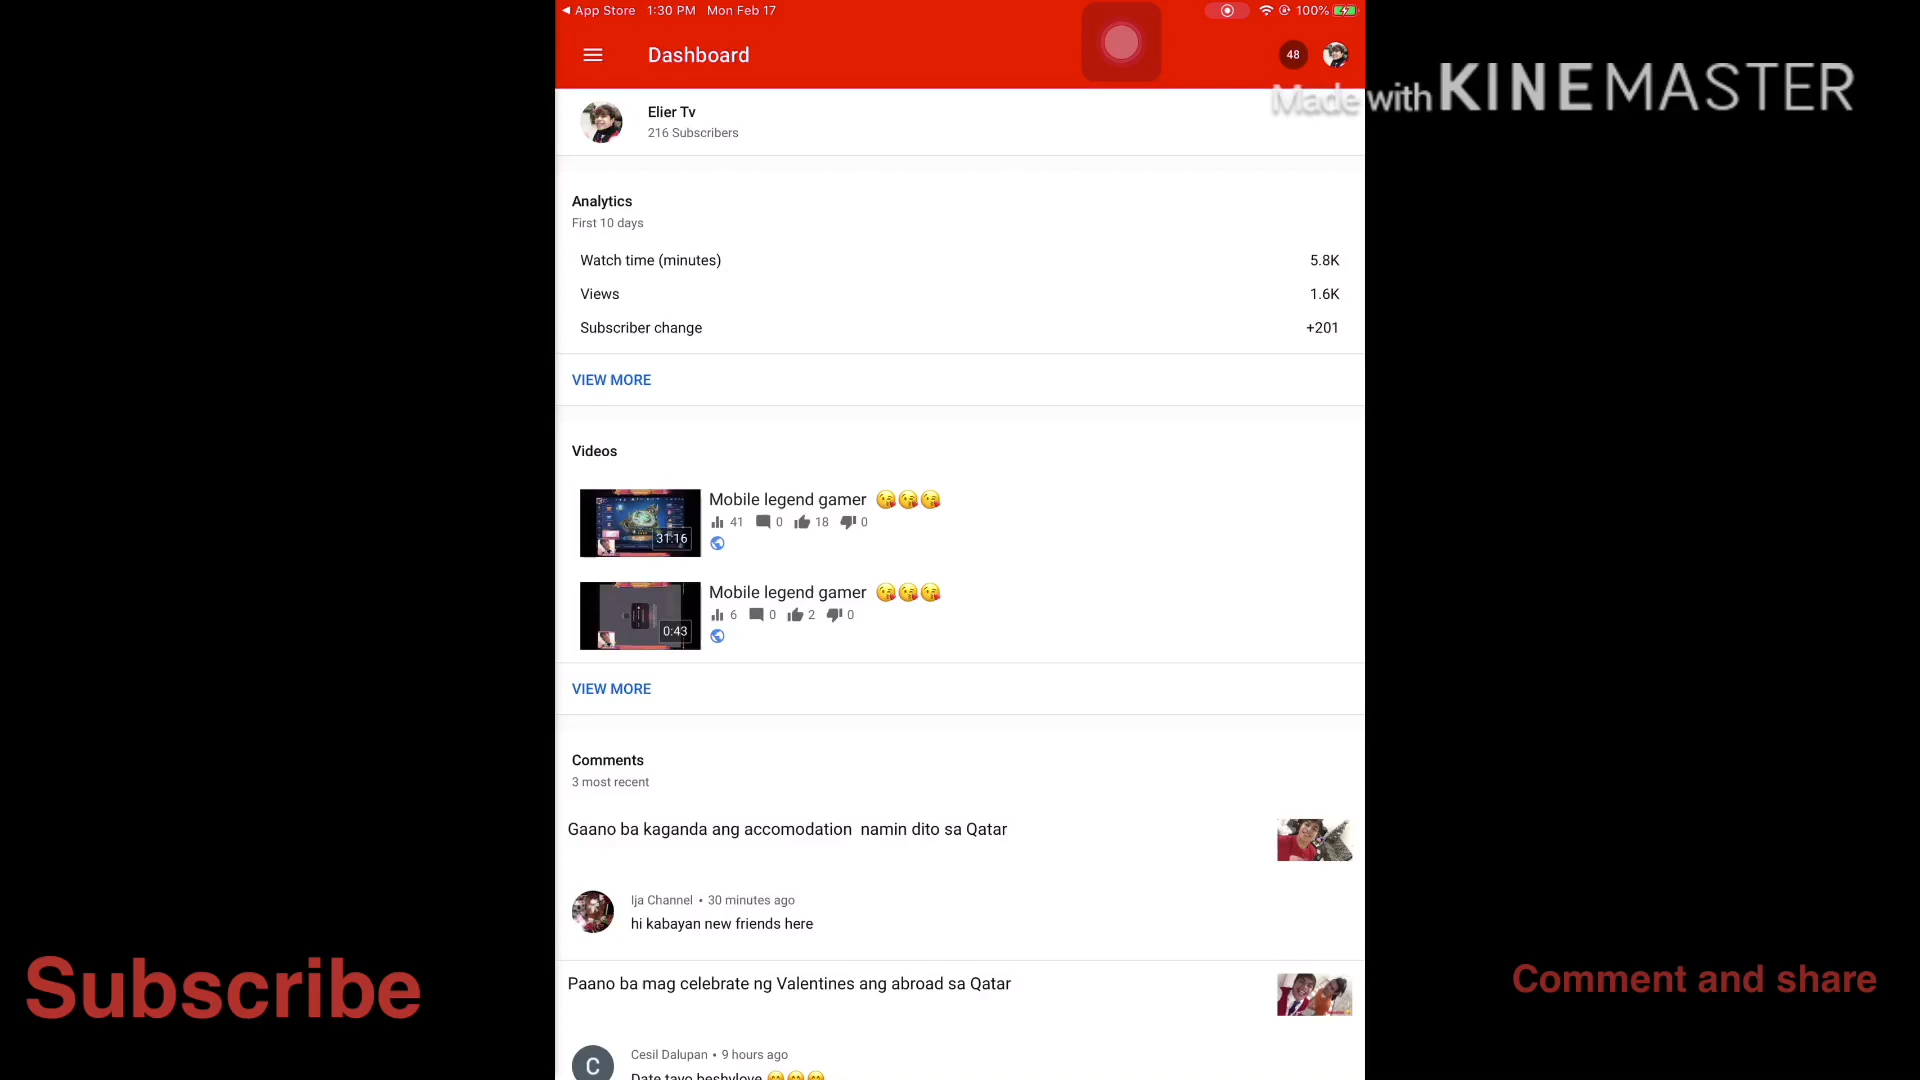 App Store 1:30 PM Mon Feb 17 100%
Dashboard 48
Made with KINEMASTER
Elier Tv
216 Subscribers
Analytics
First 10 days
Watch time (minutes) 5.8K
Views 1.6K
Subscriber change +201
VIEW MORE
Videos
Mobile legend gamer 😘😘😘
41 0 18 0
31:16
Mobile legend gamer 😘😘😘
6 0 2 0
0:43
VIEW MORE
Comments
3 most recent
Gaano ba kaganda ang accomodation namin dito sa Qatar
Ija Channel • 30 minutes ago
hi kabayan new friends here
Subscribe
Comment and share
Paano ba mag celebrate ng Valentines ang abroad sa Qatar
C
Cesil Dalupan • 9 hours ago
Date tayo beshylove 😁😁😁